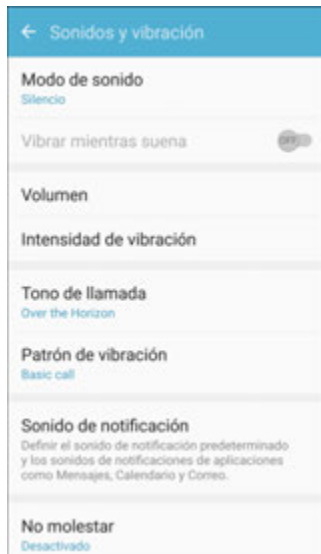 Sonidos y vibración
Modo de sonido
Silencio
Vibrar mientras suena
OFF
Volumen
Intensidad de vibración
Tono de llamada
Over the Horizon
Patrón de vibración
Basic call
Sonido de notificación
Definir el sonido de notificación predeterminado
y los sonidos de notificaciones de aplicaciones
como Mensajes, Calendario y Correo.
No molestar
Desactivado